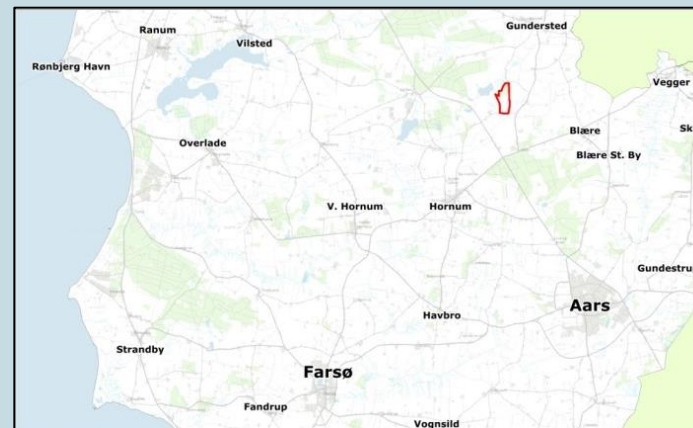 Gundersted
Ranum
Vilsted
Rønbjerg Havn
Vegger
Blære
Sk
Overlade
Blære St. By
V. Hornum
Hornum
Gundestru
Aars
Havbro
Strandby
Farsø
Fandrup
Vognsild